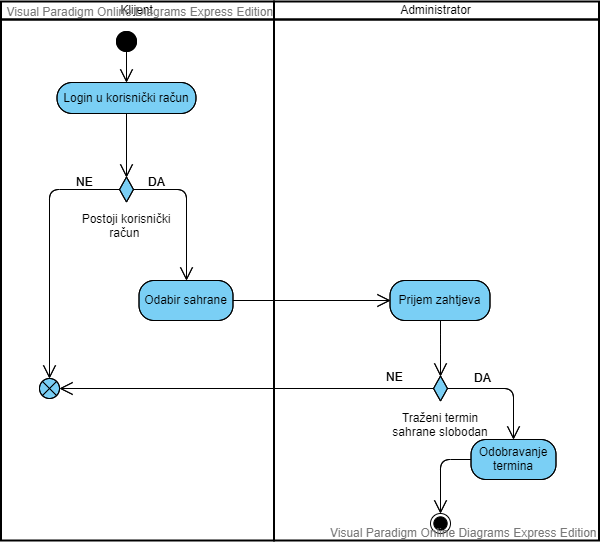 Visual Paradigm Online Diagrams Express Edition
Klijent
Administrator
Login u korisnički račun
NE
DA
Postoji korisnički
račun
Odabir sahrane
Prijem zahtjeva
NE
DA
Traženi termin
sahrane slobodan
Odobravanje
termina
Visual Paradigm Online Diagrams Express Edition